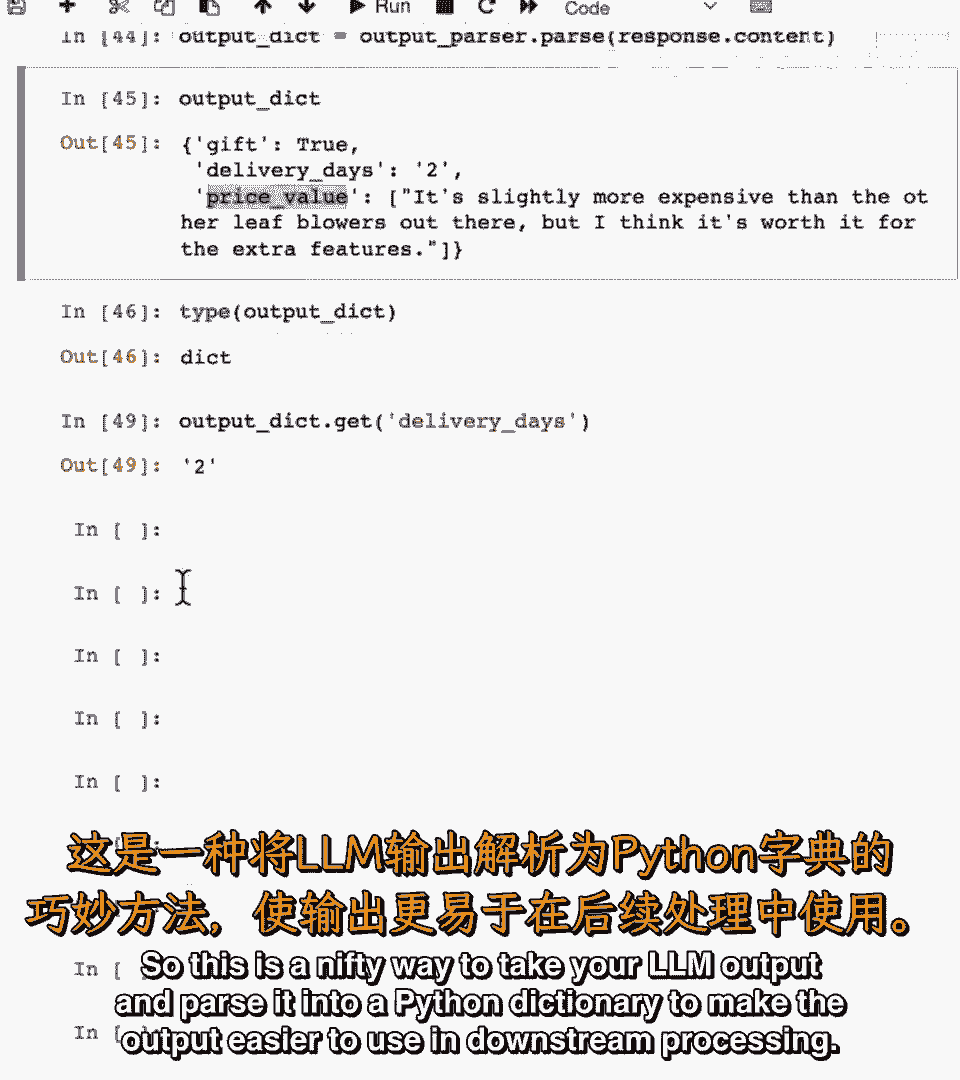 Run
Code
In [44]: output_dict = output_parser.parse(response.content)
In [45]: output_dict
Out[45]: {'gift': True,
'delivery_days': '2',
'price_value': ["It's slightly more expensive than the ot
her leaf blowers out there, but I think it's worth it for
the extra features."]}
In [46]: type(output_dict)
Out[46]: dict
In [49]: output_dict.get('delivery_days')
Out[49]: '2'
In [ ]:
In [ ]:
In [ ]:
In [ ]:
In [ ]:
这是一种将LLM输出解析为Python字典的
巧妙方法，使输出更易于在后续处理中使用。
In [
So this is a nifty way to take your LLM output
and parse it into a Python dictionary to make the
In [
output easier to use in downstream processing.